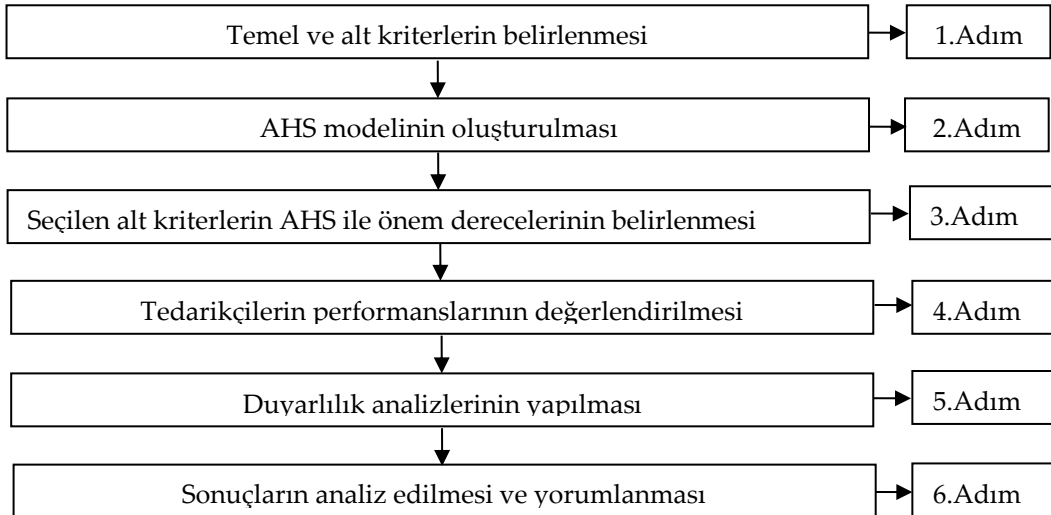 Temel ve alt kriterlerin belirlenmesi
1.Adım
AHS modelinin oluşturulması
2.Adım
Seçilen alt kriterlerin AHS ile önem derecelerinin belirlenmesi
3.Adım
Tedarikçilerin performanslarının değerlendirilmesi
4.Adım
Duyarlılık analizlerinin yapılması
5.Adım
Sonuçların analiz edilmesi ve yorumlanması
6.Adım